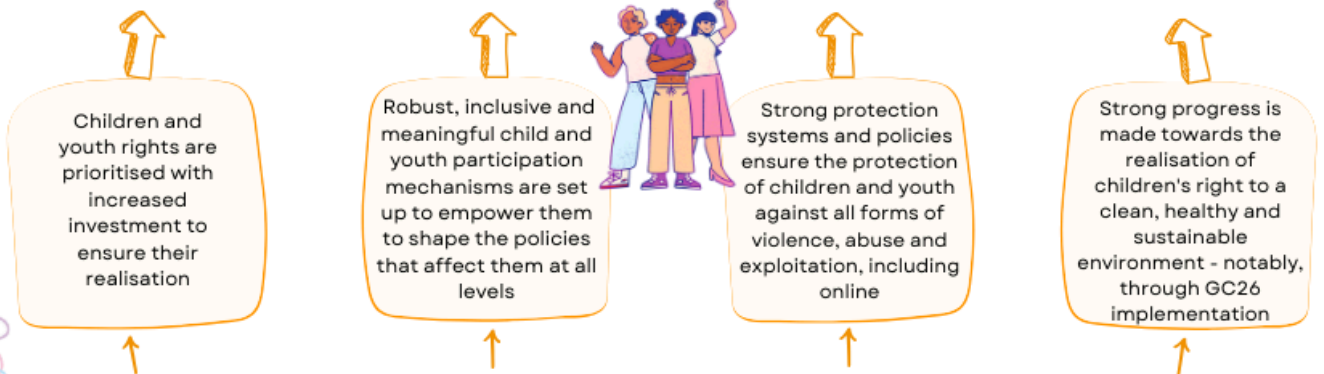 Children and
youth rights are
prioritised with
increased
investment to
ensure their
realisation
Robust, inclusive and
meaningful child and
youth participation
mechanisms are set
up to empower them
to shape the policies
that affect them at all
levels
Strong protection
systems and policies
ensure the protection
of children and youth
against all forms of
violence, abuse and
exploitation, including
online
Strong progress is
made towards the
realisation of
children's right to a
clean, healthy and
sustainable
environment - notably,
through GC26
implementation